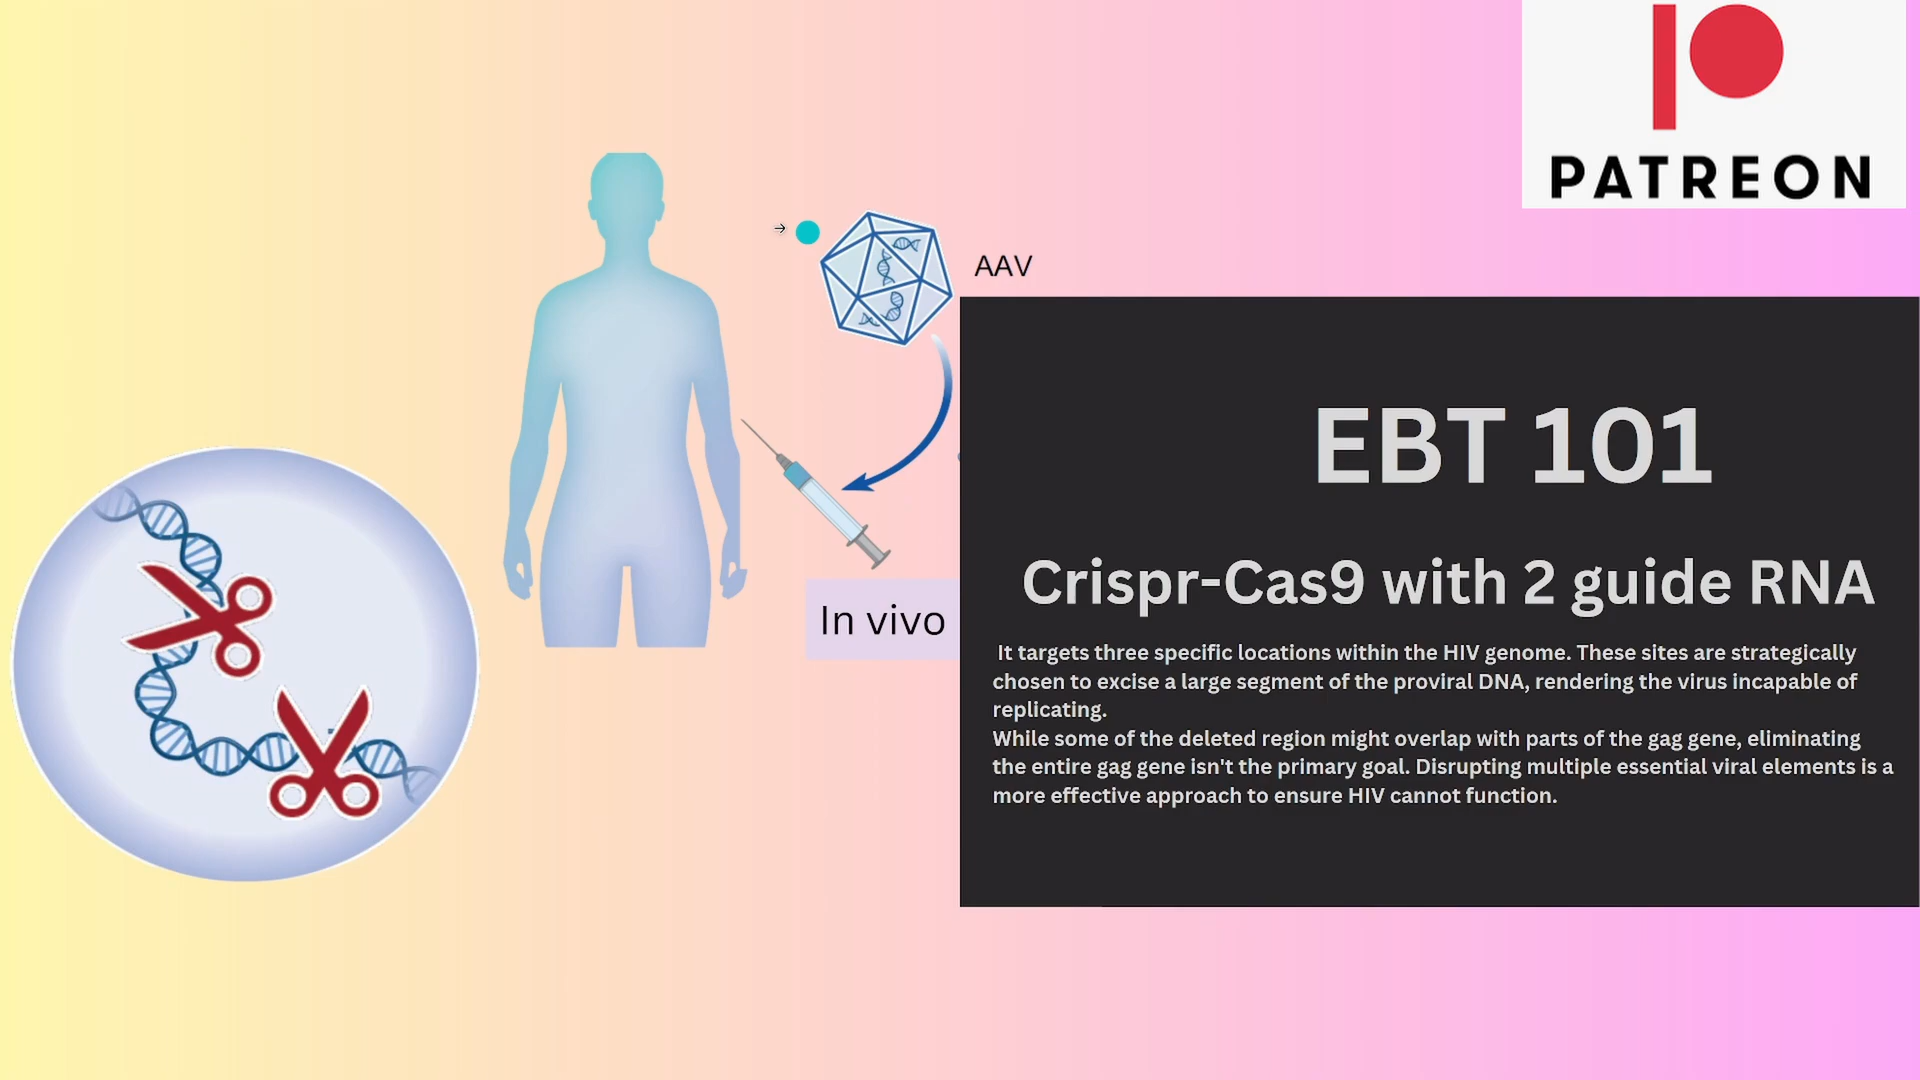 PATREON
AAV
EBT 101
Crispr-Cas9 with 2 guide RNA
It targets three specific locations within the HIV genome. These sites are strategically
chosen to excise a large segment of the proviral DNA, rendering the virus incapable of
replicating.
While some of the deleted region might overlap with parts of the gag gene, eliminating
the entire gag gene isn't the primary goal. Disrupting multiple essential viral elements is a
more effective approach to ensure HIV cannot function.
In vivo